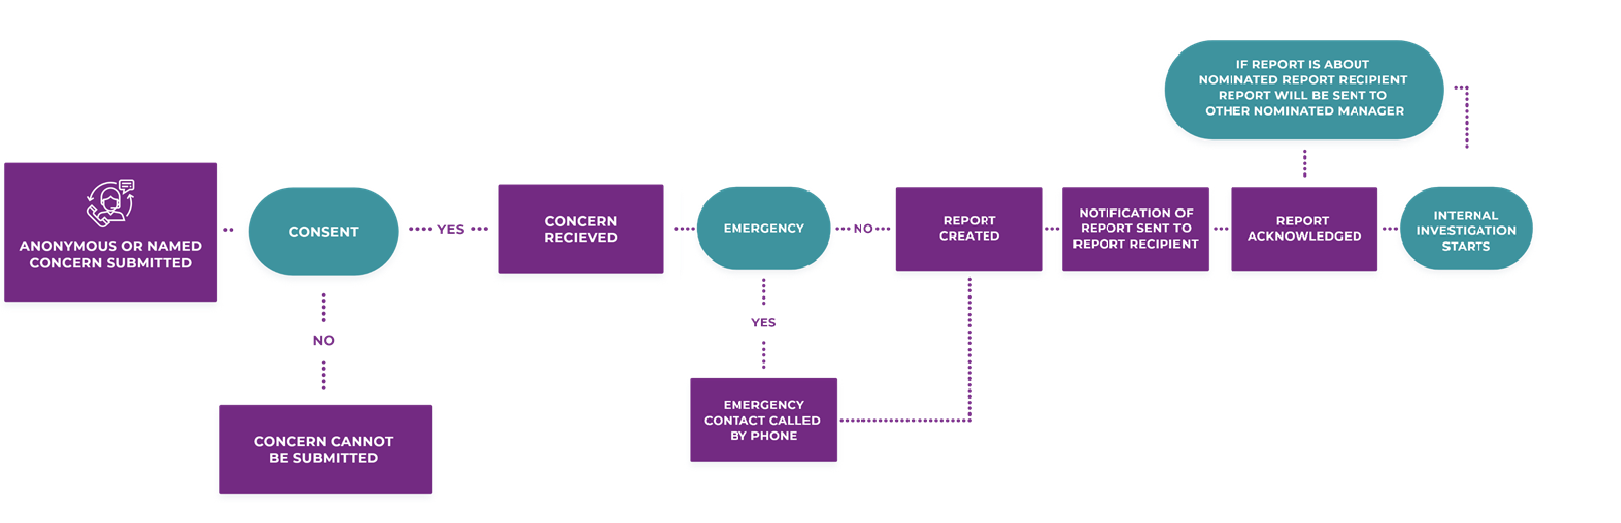 ANONYMOUS OR NAMED
CONCERN SUBMITTED
CONSENT
YES
NO
CONCERN CANNOT
BE SUBMITTED
CONCERN
RECIEVED
EMERGENCY
NO
YES
EMERGENCY
CONTACT CALLED
BY PHONE
REPORT
CREATED
NOTIFICATION OF
REPORT SENT TO
REPORT RECIPIENT
REPORT
ACKNOWLEDGED
IF REPORT IS ABOUT
NOMINATED REPORT RECIPIENT
REPORT WILL BE SENT TO
OTHER NOMINATED MANAGER
INTERNAL
INVESTIGATION
STARTS